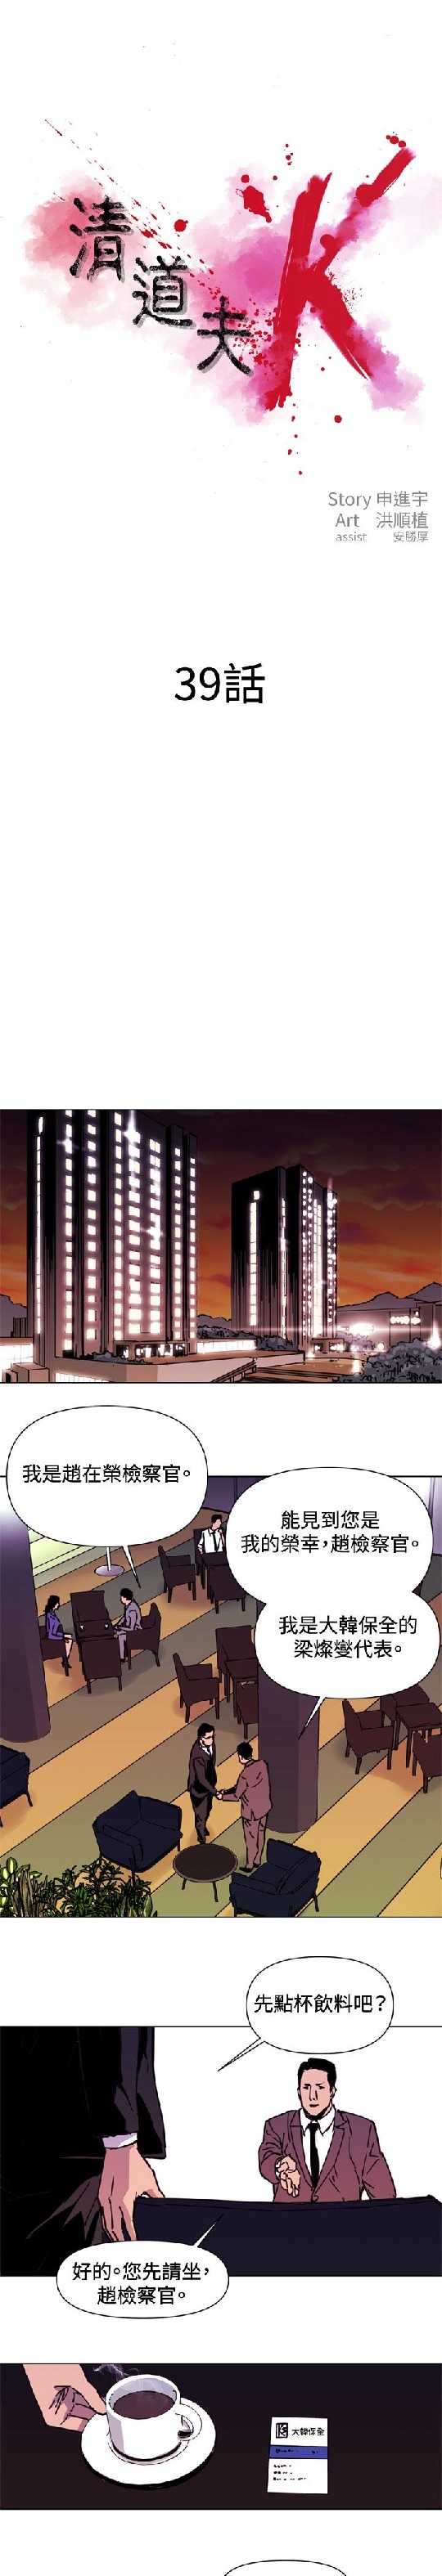 清道夫K
Story 申進宇
Art 洪順植
assist 安勝厚
39話
我是趙在榮檢察官。
能見到您是
我的榮幸，趙檢察官。
我是大韓保全的
梁燦燮代表。
先點杯飲料吧？
好的。您先請坐，
趙檢察官。
大韓保全